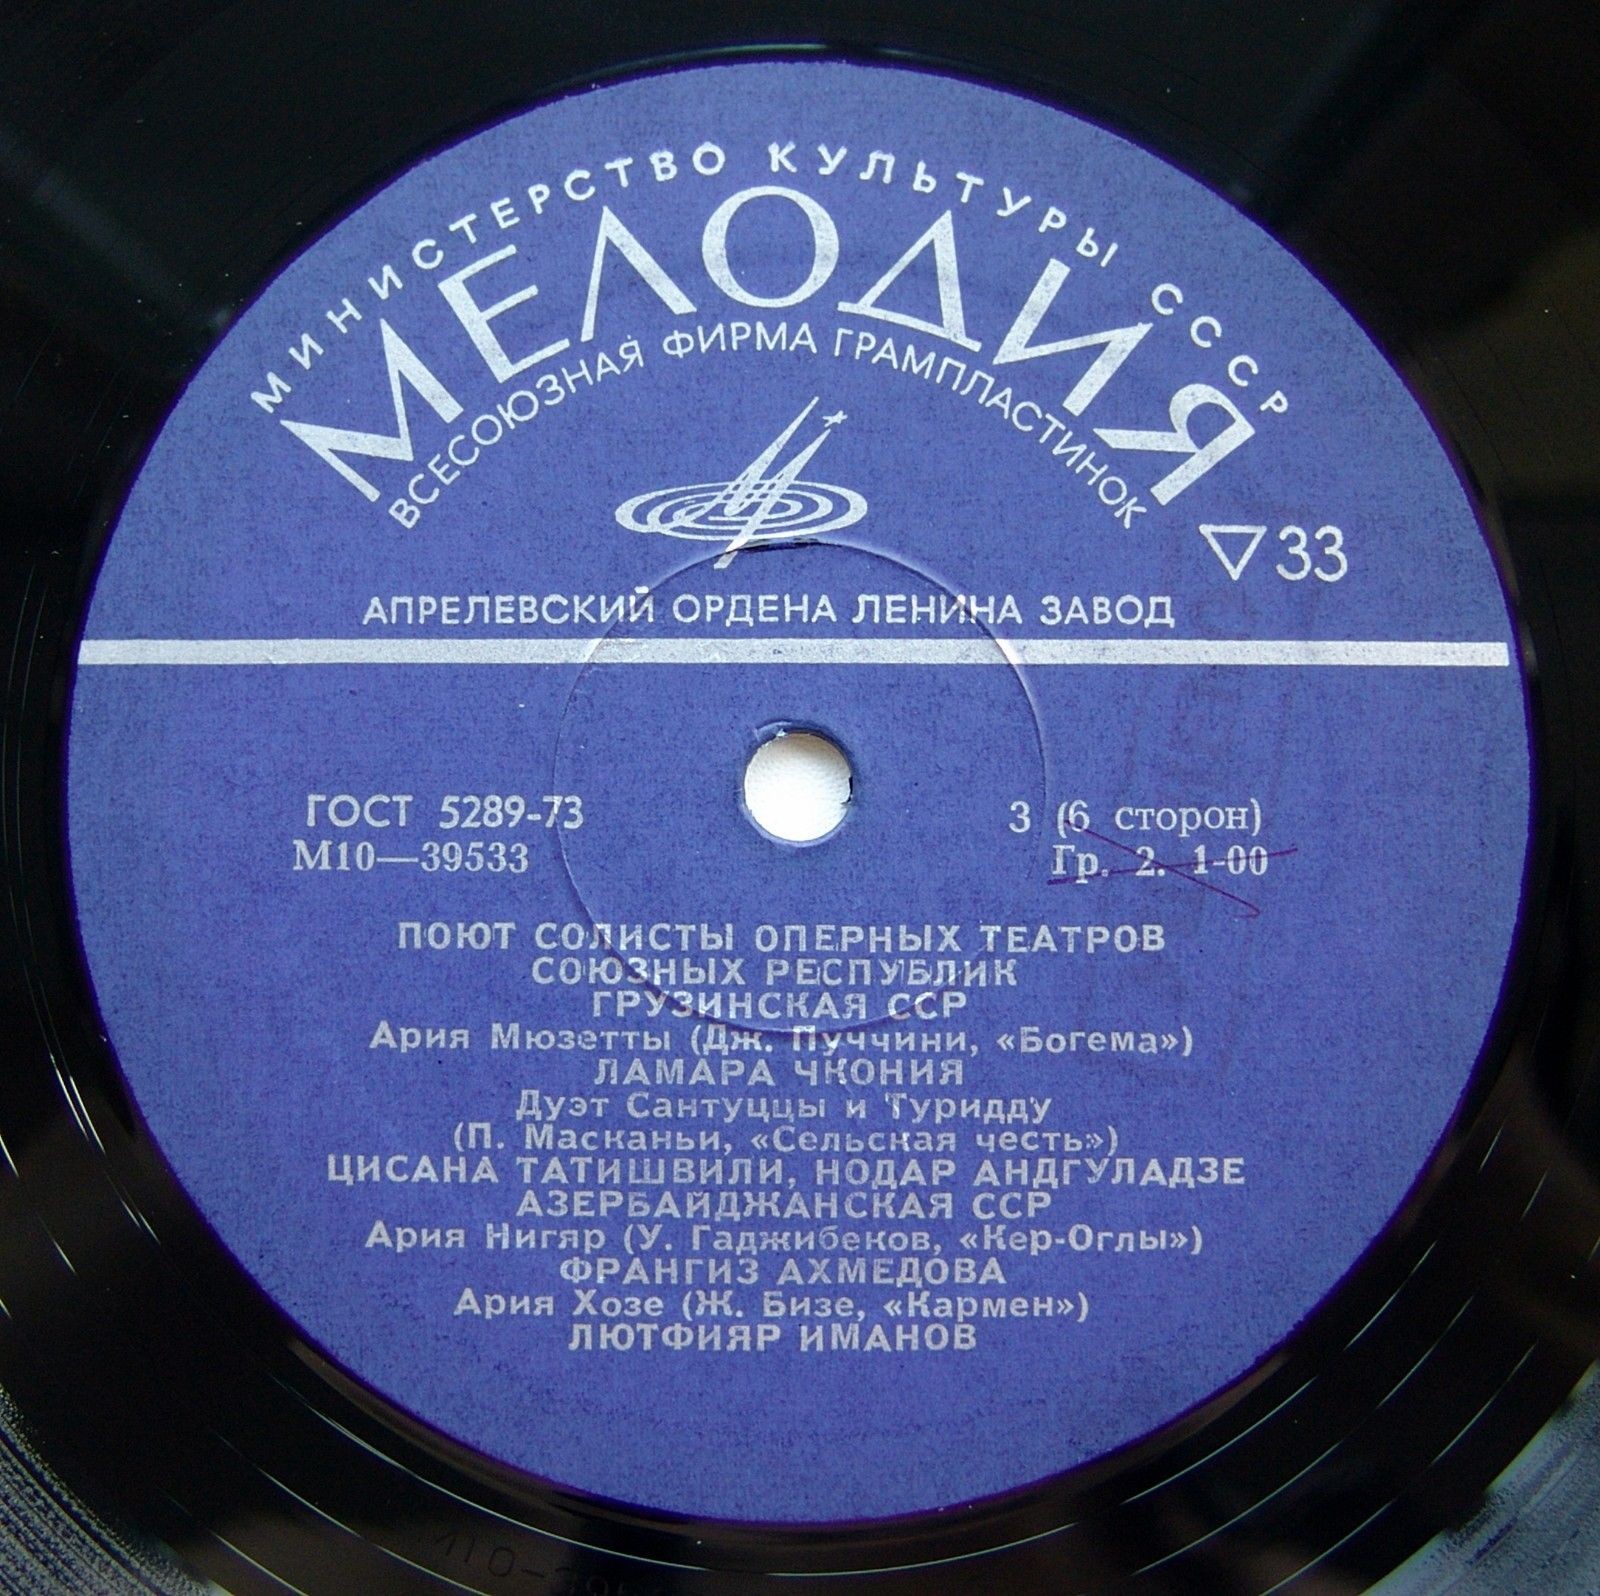 МИНИСТЕРСТВО КУЛЬТУРЫ СССР
МЕЛОДИЯ
ВСЕСОЮЗНАЯ ФИРМА ГРАМПЛАСТИНОК
33
АПРЕЛЕВСКИЙ ОРДЕНА ЛЕНИНА ЗАВОД
ГОСТ 5289-73
М10—39533
3 (6 сторон)
Гр. 2. 1-00
ПОЮТ СОЛИСТЫ ОПЕРНЫХ ТЕАТРОВ
СОЮЗНЫХ РЕСПУБЛИК
ГРУЗИНСКАЯ ССР
Ария Мюзетты (Дж. Пуччини, «Богема»)
ЛАМАРА ЧКОНИЯ
Дуэт Сантуццы и Туридду
(П. Масканьи, «Сельская честь»)
ЦИСАНА ТАТИШВИЛИ, НОДАР АНДГУЛАДЗЕ
АЗЕРБАЙДЖАНСКАЯ ССР
Ария Нигяр (У. Гаджибеков, «Кер-Оглы»)
ФРАНГИЗ АХМЕДОВА
Ария Хозе (Ж. Бизе, «Кармен»)
ЛЮТФИЯР ИМАНОВ